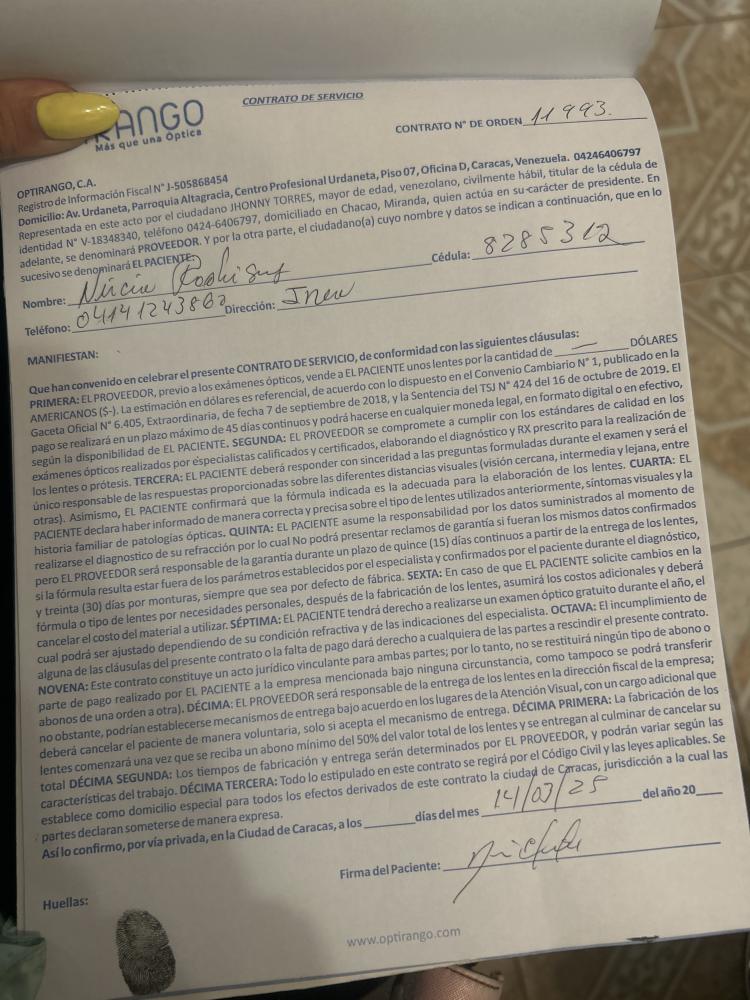 RANGO
Más que una Óptica
CONTRATO DE SERVICIO
CONTRATO N° DE ORDEN 11993.
OPTIRANGO, C.A.
Registro de Información Fiscal N° J-505868454
Domicilio: Av. Urdaneta, Parroquia Altagracia, Centro Profesional Urdaneta, Piso 07, Oficina D, Caracas, Venezuela. 04246406797
Representada en este acto por el ciudadano JHONNY TORRES, mayor de edad, venezolano, civilmente hábil, titular de la cédula de
identidad N° V-18348340, teléfono 0424-6406797, domiciliado en Chacao, Miranda, quien actúa en su carácter de presidente. En
adelante, se denominará PROVEEDOR. Y por la otra parte, el ciudadano(a) cuyo nombre y datos se indican a continuación, que en lo
sucesivo se denominará EL PACIENTE:
Nombre: Cédula: 8285312
Teléfono: 04141243860 Dirección:
MANIFIESTAN:
Que han convenido en celebrar el presente CONTRATO DE SERVICIO, de conformidad con las siguientes cláusulas:
PRIMERA: EL PROVEEDOR, previo a los exámenes ópticos, vende a EL PACIENTE unos lentes por la cantidad de — DÓLARES
AMERICANOS ($-). La estimación en dólares es referencial, de acuerdo con lo dispuesto en el Convenio Cambiario N° 1, publicado en la
Gaceta Oficial N° 6.405, Extraordinaria, de fecha 7 de septiembre de 2018, y la Sentencia del TSJ N° 424 del 16 de octubre de 2019. El
pago se realizará en un plazo máximo de 45 días continuos y podrá hacerse en cualquier moneda legal, en formato digital o en efectivo,
según la disponibilidad de EL PACIENTE. SEGUNDA: EL PROVEEDOR se compromete a cumplir con los estándares de calidad en los
exámenes ópticos realizados por especialistas calificados y certificados, elaborando el diagnóstico y RX prescrito para la realización de
los lentes o prótesis. TERCERA: EL PACIENTE deberá responder con sinceridad a las preguntas formuladas durante el examen y será el
único responsable de las respuestas proporcionadas sobre las diferentes distancias visuales (visión cercana, intermedia y lejana, entre
otras). Asimismo, EL PACIENTE confirmará que la fórmula indicada es la adecuada para la elaboración de los lentes. CUARTA: EL
PACIENTE declara haber informado de manera correcta y precisa sobre el tipo de lentes utilizados anteriormente, síntomas visuales y la
historia familiar de patologías ópticas. QUINTA: EL PACIENTE asume la responsabilidad por los datos suministrados al momento de
realizarse el diagnostico de su refracción por lo cual No podrá presentar reclamos de garantía si fueran los mismos datos confirmados
pero EL PROVEEDOR será responsable de la garantía durante un plazo de quince (15) días continuos a partir de la entrega de los lentes,
si la fórmula resulta estar fuera de los parámetros establecidos por el especialista y confirmados por el paciente durante el diagnóstico,
y treinta (30) días por monturas, siempre que sea por defecto de fábrica. SEXTA: En caso de que EL PACIENTE solicite cambios en la
fórmula o tipo de lentes por necesidades personales, después de la fabricación de los lentes, asumirá los costos adicionales y deberá
cancelar el costo del material a utilizar. SÉPTIMA: EL PACIENTE tendrá derecho a realizarse un examen óptico gratuito durante el año, el
cual podrá ser ajustado dependiendo de su condición refractiva y de las indicaciones del especialista. OCTAVA: El incumplimiento de
alguna de las cláusulas del presente contrato o la falta de pago dará derecho a cualquiera de las partes a rescindir el presente contrato.
NOVENA: Este contrato constituye un acto jurídico vinculante para ambas partes; por lo tanto, no se restituirá ningún tipo de abono o
parte de pago realizado por EL PACIENTE a la empresa mencionada bajo ninguna circunstancia, como tampoco se podrá transferir
abonos de una orden a otra). DÉCIMA: EL PROVEEDOR será responsable de la entrega de los lentes en la dirección fiscal de la empresa;
no obstante, podrían establecerse mecanismos de entrega bajo acuerdo en los lugares de la Atención Visual, con un cargo adicional que
deberá cancelar el paciente de manera voluntaria, solo si acepta el mecanismo de entrega. DÉCIMA PRIMERA: La fabricación de los
lentes comenzará una vez que se reciba un abono mínimo del 50% del valor total de los lentes y se entregan al culminar de cancelar su
total DÉCIMA SEGUNDA: Los tiempos de fabricación y entrega serán determinados por EL PROVEEDOR, y podrán variar según las
características del trabajo. DÉCIMA TERCERA: Todo lo estipulado en este contrato se regirá por el Código Civil y las leyes aplicables. Se
establece como domicilio especial para todos los efectos derivados de este contrato la ciudad de Caracas, jurisdicción a la cual las
partes declaran someterse de manera expresa.
Así lo confirmo, por vía privada, en la Ciudad de Caracas, a los días del mes 14/03/25 del año 20
Firma del Paciente:
Huellas:
www.optirango.com